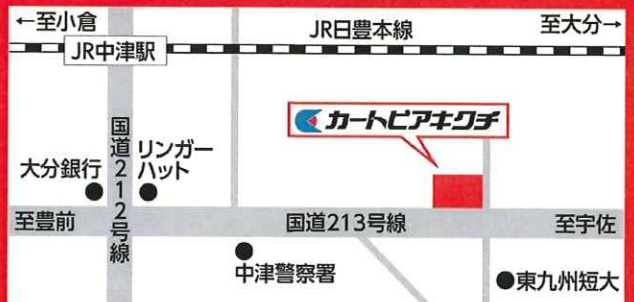 ←至小倉
JR日豊本線
至大分→
JR中津駅
カートピアキクチ
国道212号線
大分銀行
リンガー
ハット
至豊前
国道213号線
至宇佐
中津警察署
東九州短大